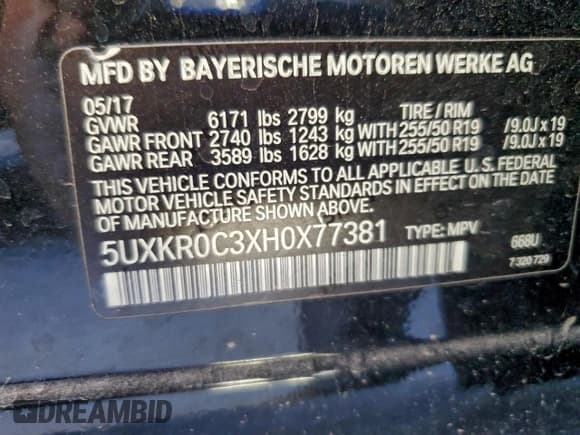 MFD BY BAYERISCHE MOTOREN WERKE AG
05/17
GVWR 6171 lbs 2799 kg TIRE / RIM
GAWR FRONT 2740 lbs 1243 kg WITH 255/50 R19 /9.0J x 19
GAWR REAR 3589 lbs 1628 kg WITH 255/50 R19 /9.0J x 19
THIS VEHICLE CONFORMS TO ALL APPLICABLE U. S. FEDERAL
MOTOR VEHICLE SAFETY STANDARDS IN EFFECT ON THE DATE
OF MANUFACTURE SHOWN ABOVE.
5UXKR0C3XH0X77381 TYPE: MPV 668U
7 320 729
DREAMBID